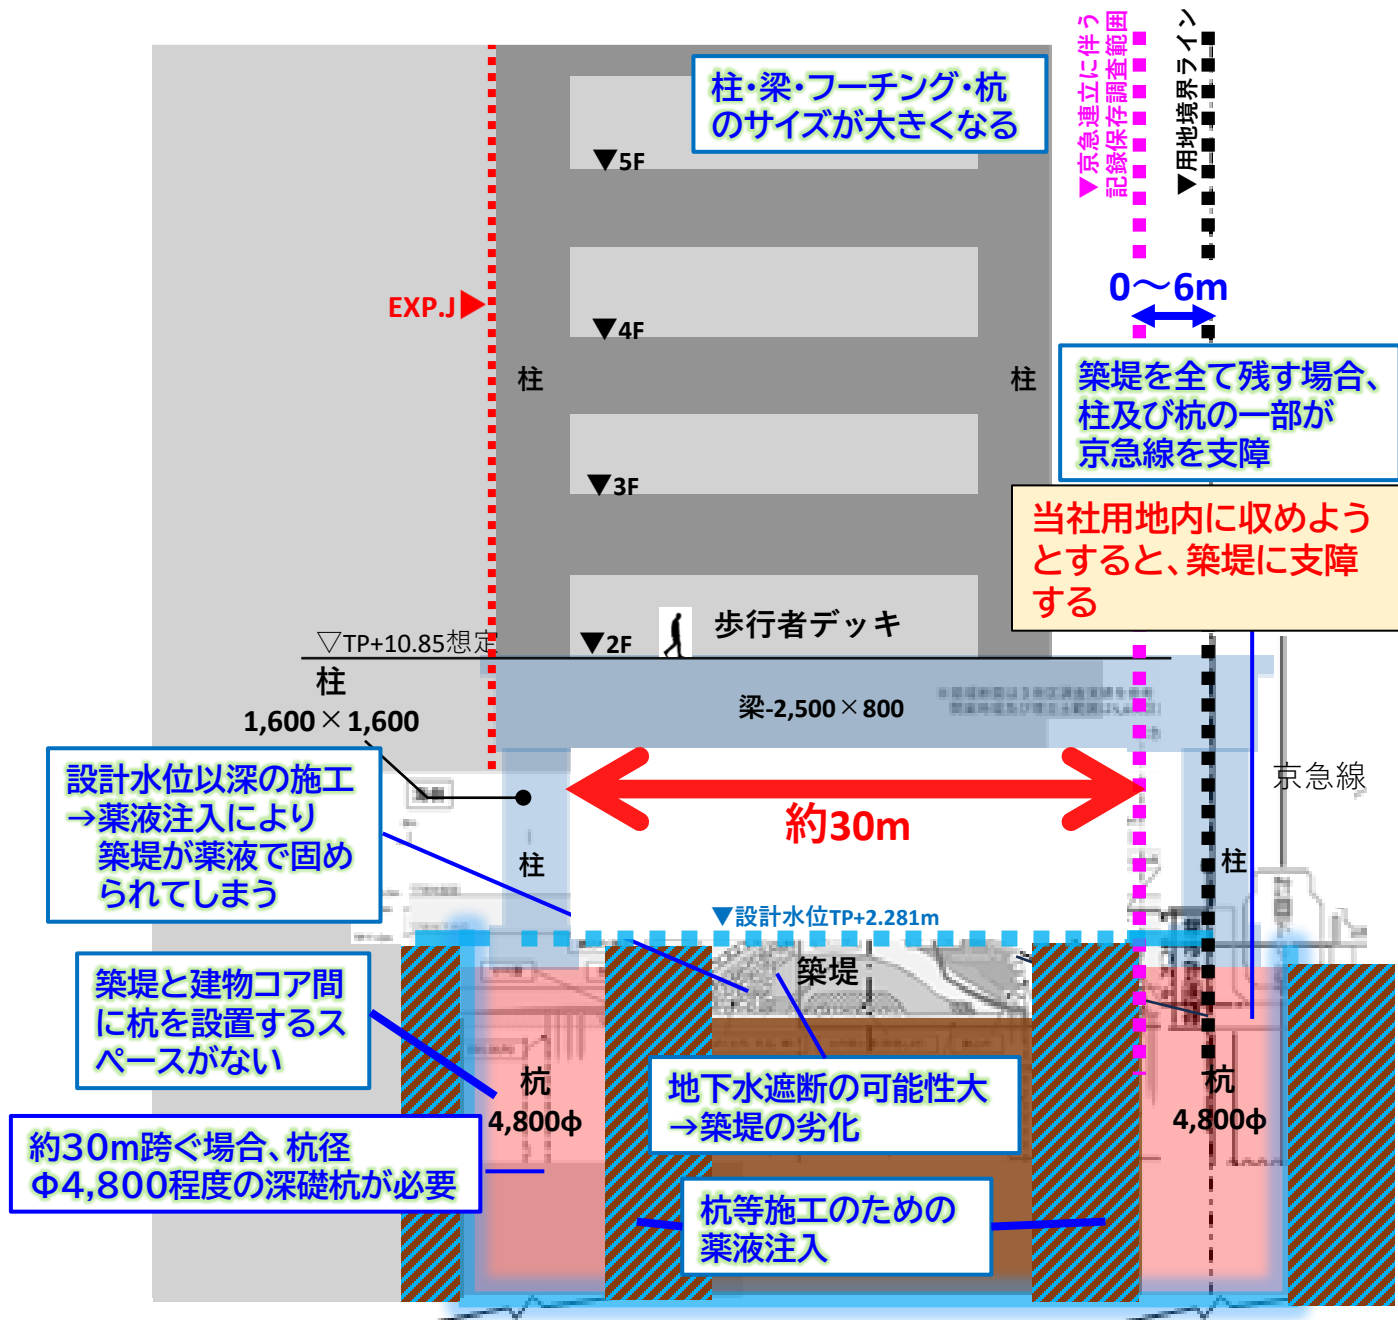 ▼京急連立に伴う
記録保存調査範囲
▼用地境界ライン
柱・梁・フーチング・杭
のサイズが大きくなる
▼5F
0～6m
EXP.J▶
▼4F
柱
柱
築堤を全て残す場合、
柱及び杭の一部が
京急線を支障
▼3F
当社用地内に収めよう
とすると、築堤に支障
する
歩行者デッキ
▽TP+10.85想定
▼2F
柱
1,600×1,600
梁-2,500×800
設計水位以深の施工
→薬液注入により
築堤が薬液で固め
られてしまう
京急線
約30m
柱
柱
▼設計水位TP+2.281m
築堤
築堤と建物コア間
に杭を設置するス
ペースがない
杭
4,800φ
地下水遮断の可能性大
→築堤の劣化
杭
4,800φ
約30m跨ぐ場合、杭径
Φ4,800程度の深礎杭が必要
杭等施工のための
薬液注入